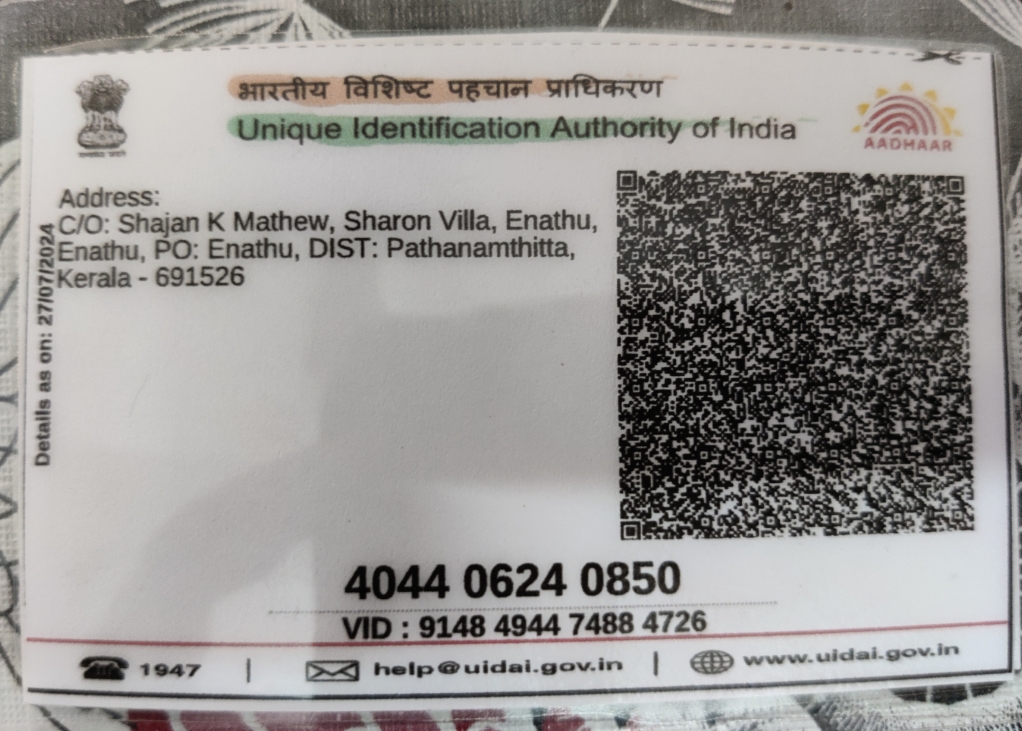 भारतीय विशिष्ट पहचान प्राधिकरण
Unique Identification Authority of India
AADHAAR
Address:
C/O: Shajan K Mathew, Sharon Villa, Enathu,
Enathu, PO: Enathu, DIST: Pathanamthitta,
Kerala - 691526
Details as on: 27/07/2024
4044 0624 0850
VID : 9148 4944 7488 4726
1947 | help@uidai.gov.in | www.uidai.gov.in